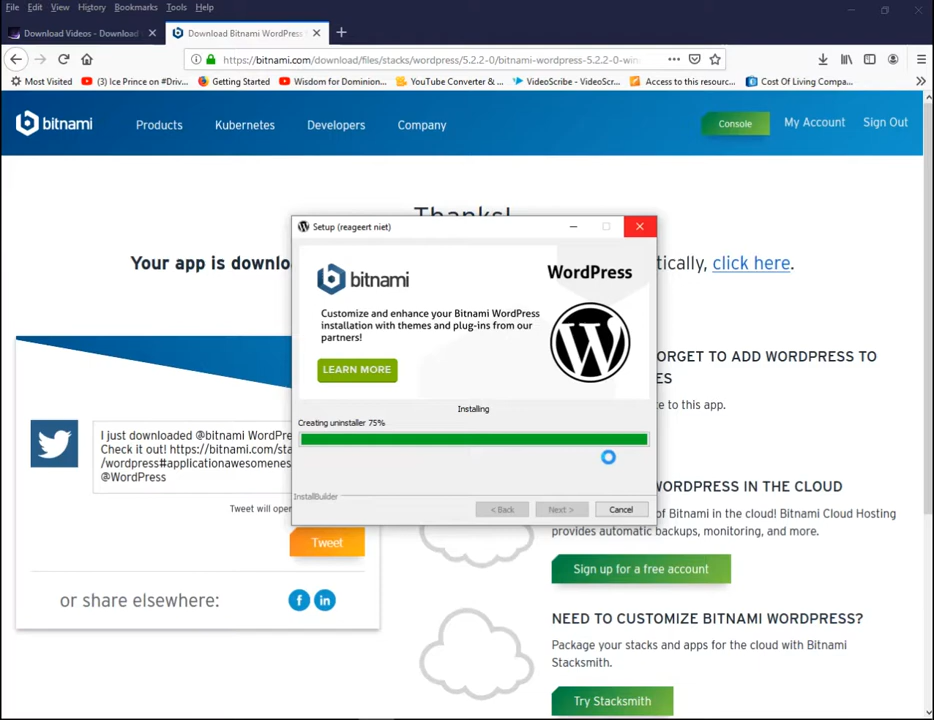 File Edit View History Bookmarks Tools Help
Download Videos - Download
Download Bitnami WordPress
https://bitnami.com/download/files/stacks/wordpress/5.2.2-0/bitnami-wordpress-5.2.2-0-win
Most Visited (3) Ice Prince on #Driv... Getting Started Wisdom for Dominion... YouTube Converter &... VideoScribe - VideoScr... Access to this resourc... Cost Of Living Compa...
bitnami Products Kubernetes Developers Company Console My Account Sign Out
Thanks!
Your app is downlo
tically, click here.
Setup (reageert niet)
bitnami
WordPress
Customize and enhance your Bitnami WordPress
installation with themes and plug-ins from our
partners!
LEARN MORE
Installing
Creating uninstaller 75%
InstallBuilder
< Back Next > Cancel
I just downloaded @bitnami WordPre
Check it out! https://bitnami.com/sta
/wordpress#applicationawesomenes
@WordPress
Tweet will open
Tweet
or share elsewhere:
ORGET TO ADD WORDPRESS TO
ES
e to this app.
WORDPRESS IN THE CLOUD
of Bitnami in the cloud! Bitnami Cloud Hosting
provides automatic backups, monitoring, and more.
Sign up for a free account
NEED TO CUSTOMIZE BITNAMI WORDPRESS?
Package your stacks and apps for the cloud with Bitnami
Stacksmith.
Try Stacksmith